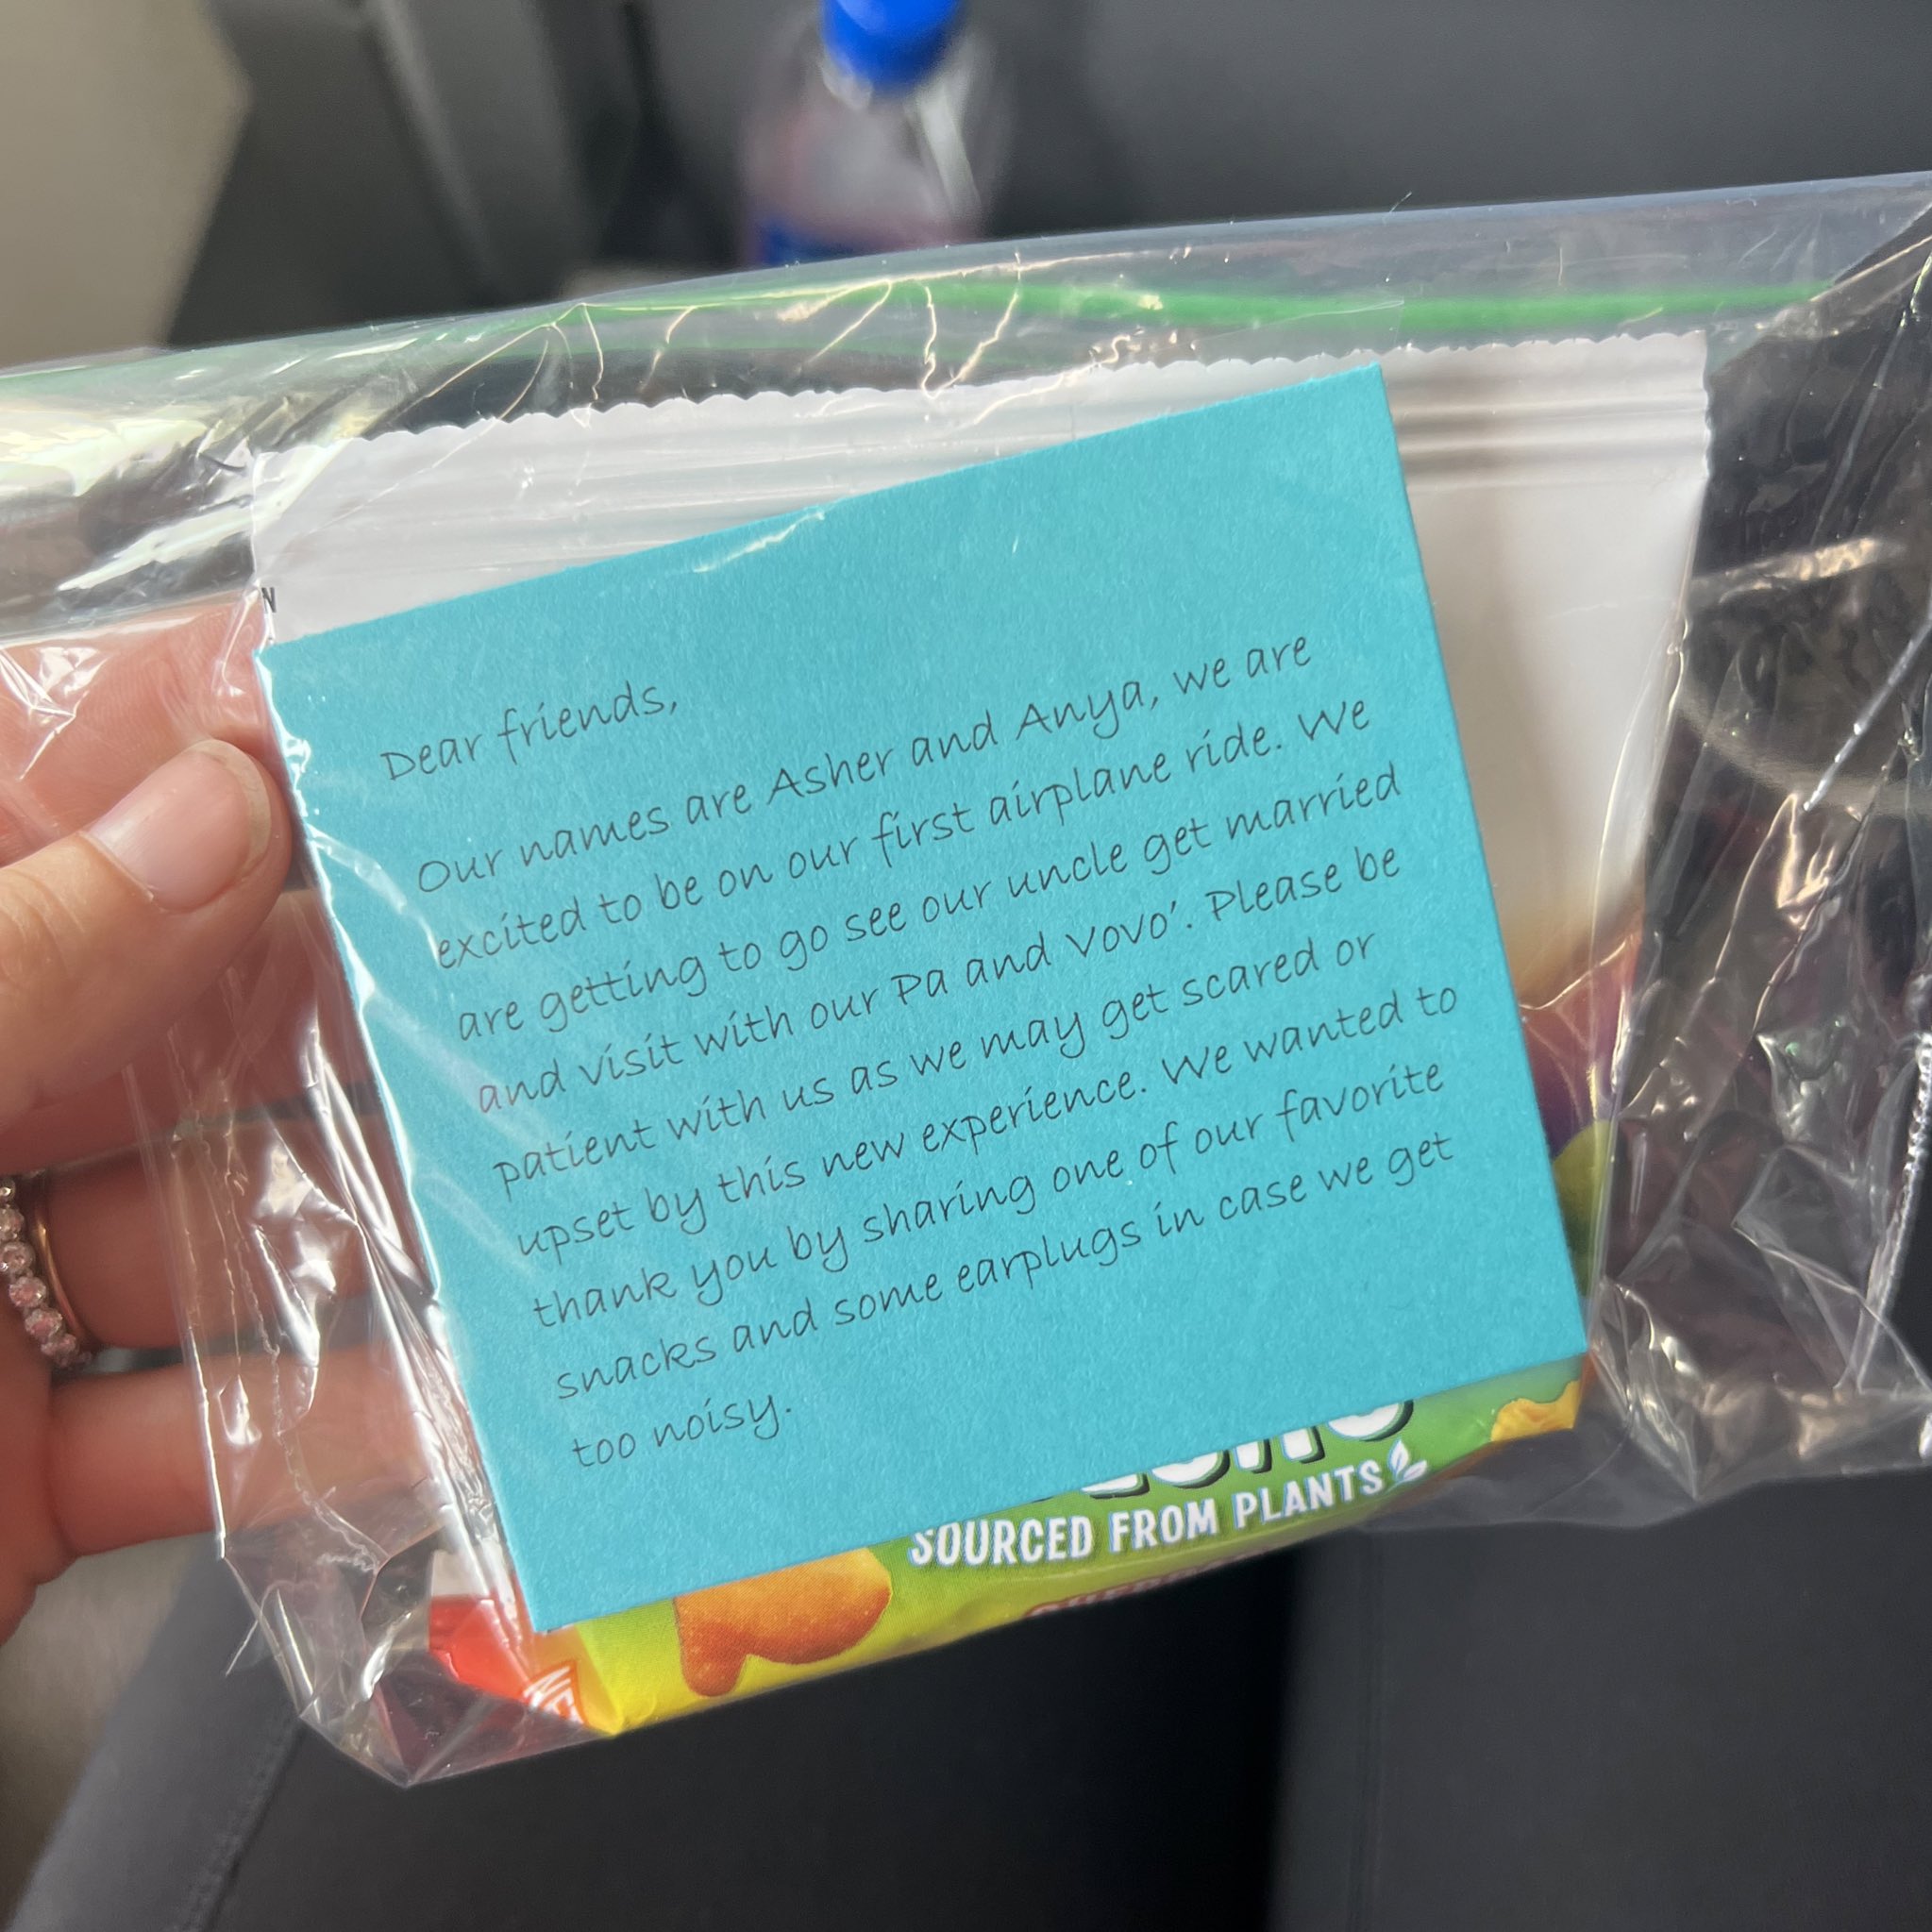 Dear friends,
Our names are Asher and Anya, we are
excited to be on our first airplane ride. We
are getting to go see our uncle get married
and visit with our Pa and Vovo'. Please be
patient with us as we may get scared or
upset by this new experience. We wanted to
thank you by sharing one of our favorite
snacks and some earplugs in case we get
too noisy.
SOURCED FROM PLANTS